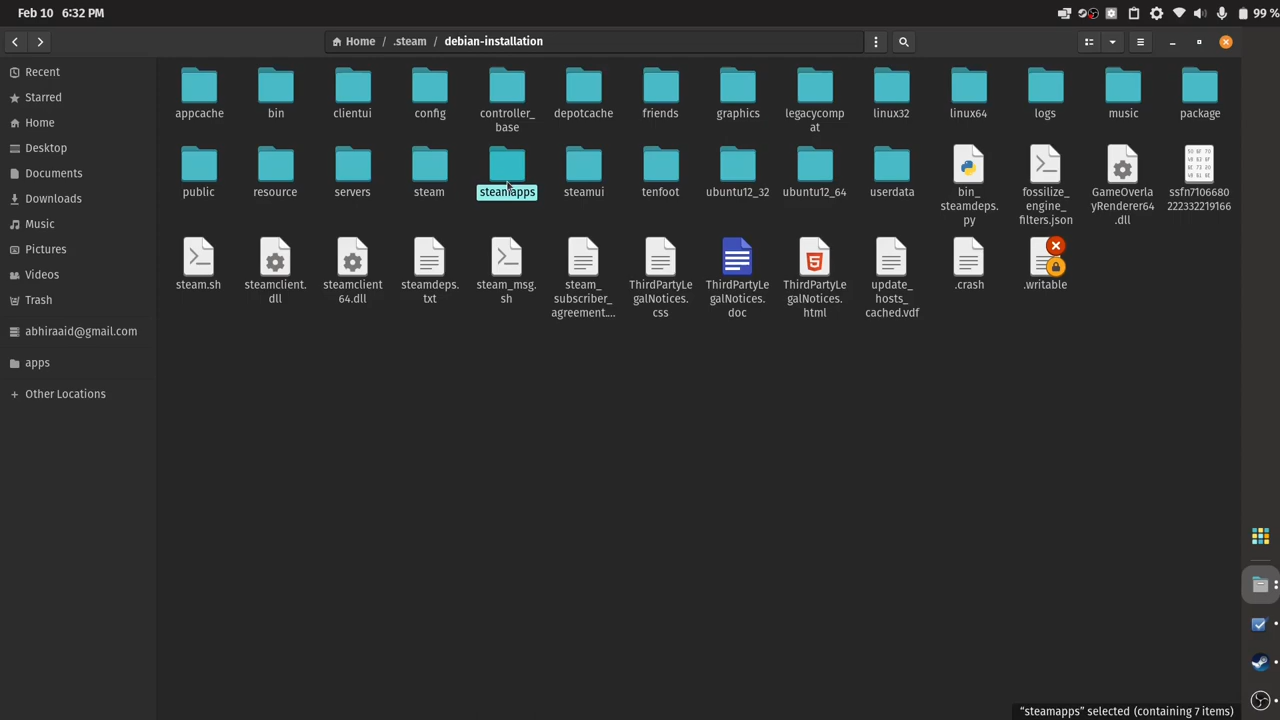 Feb 10 6:32 PM
99 %
Home / .steam / debian-installation
Recent
Starred
Home
Desktop
Documents
Downloads
Music
Pictures
Videos
Trash
abhiraaid@gmail.com
apps
+ Other Locations
appcache
bin
clientui
config
controller_
base
depotcache
friends
graphics
legacycomp
at
linux32
linux64
logs
music
package
public
resource
servers
steam
steamapps
steamui
tenfoot
ubuntu12_32
ubuntu12_64
userdata
bin_
steamdeps.
py
fossilize_
engine_
filters.json
GameOverla
yRenderer64
.dll
ssfn7106680
222332219166
steam.sh
steamclient.
dll
steamclient
64.dll
steamdeps.
txt
steam_msg.
sh
steam_
subscriber_
agreement....
ThirdPartyLe
galNotices.
css
ThirdPartyLe
galNotices.
doc
ThirdPartyLe
galNotices.
html
update_
hosts_
cached.vdf
.crash
.writable
“steamapps” selected (containing 7 items)